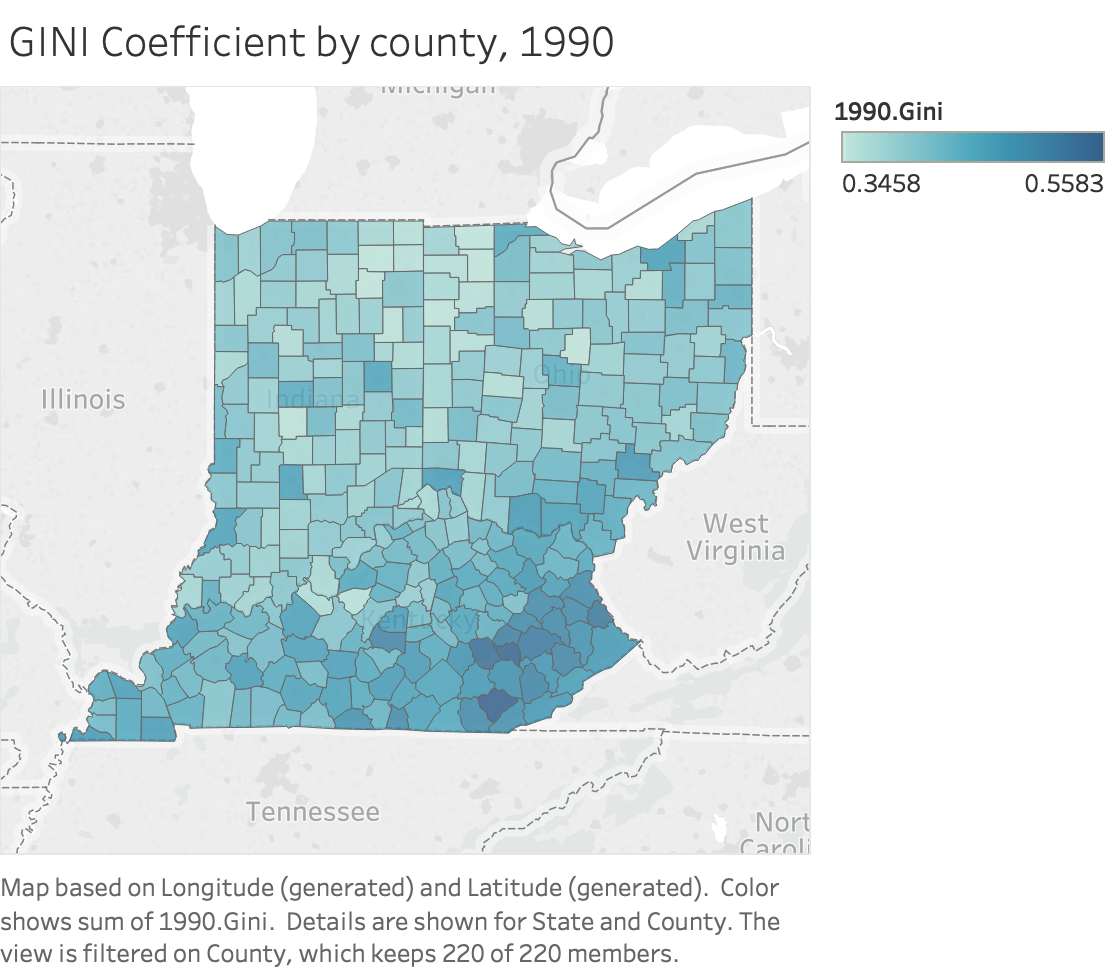 GINI Coefficient by county, 1990
Michigan
1990.Gini
0.3458 0.5583
Ohio
Illinois
Indiana
West
Virginia
Kentucky
Tennessee
Nort
Caroli
Map based on Longitude (generated) and Latitude (generated).  Color
shows sum of 1990.Gini.  Details are shown for State and County. The
view is filtered on County, which keeps 220 of 220 members.